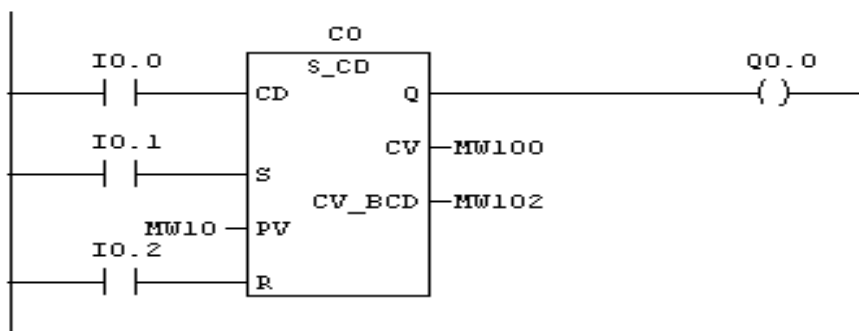 C0
I0.0
S_CD
Q0.0
CD
Q
I0.1
CV
MW100
S
CV_BCD
MW102
MW10
PV
I0.2
R